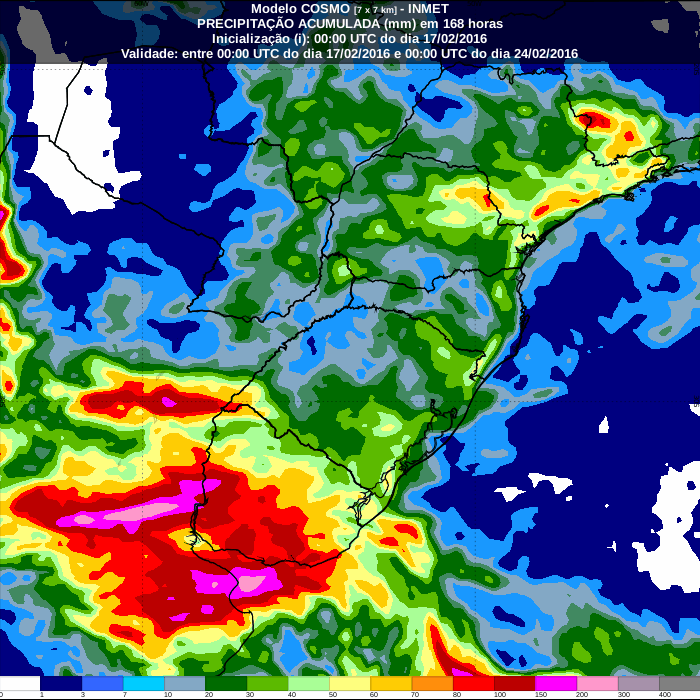 Modelo COSMO [7 x 7 km] - INMET
PRECIPITAÇÃO ACUMULADA (mm) em 168 horas
Inicialização (i): 00:00 UTC do dia 17/02/2016
Validade: entre 00:00 UTC do dia 17/02/2016 e 00:00 UTC do dia 24/02/2016
1 3 7 10 20 30 40 50 60 70 80 100 150 200 300 400